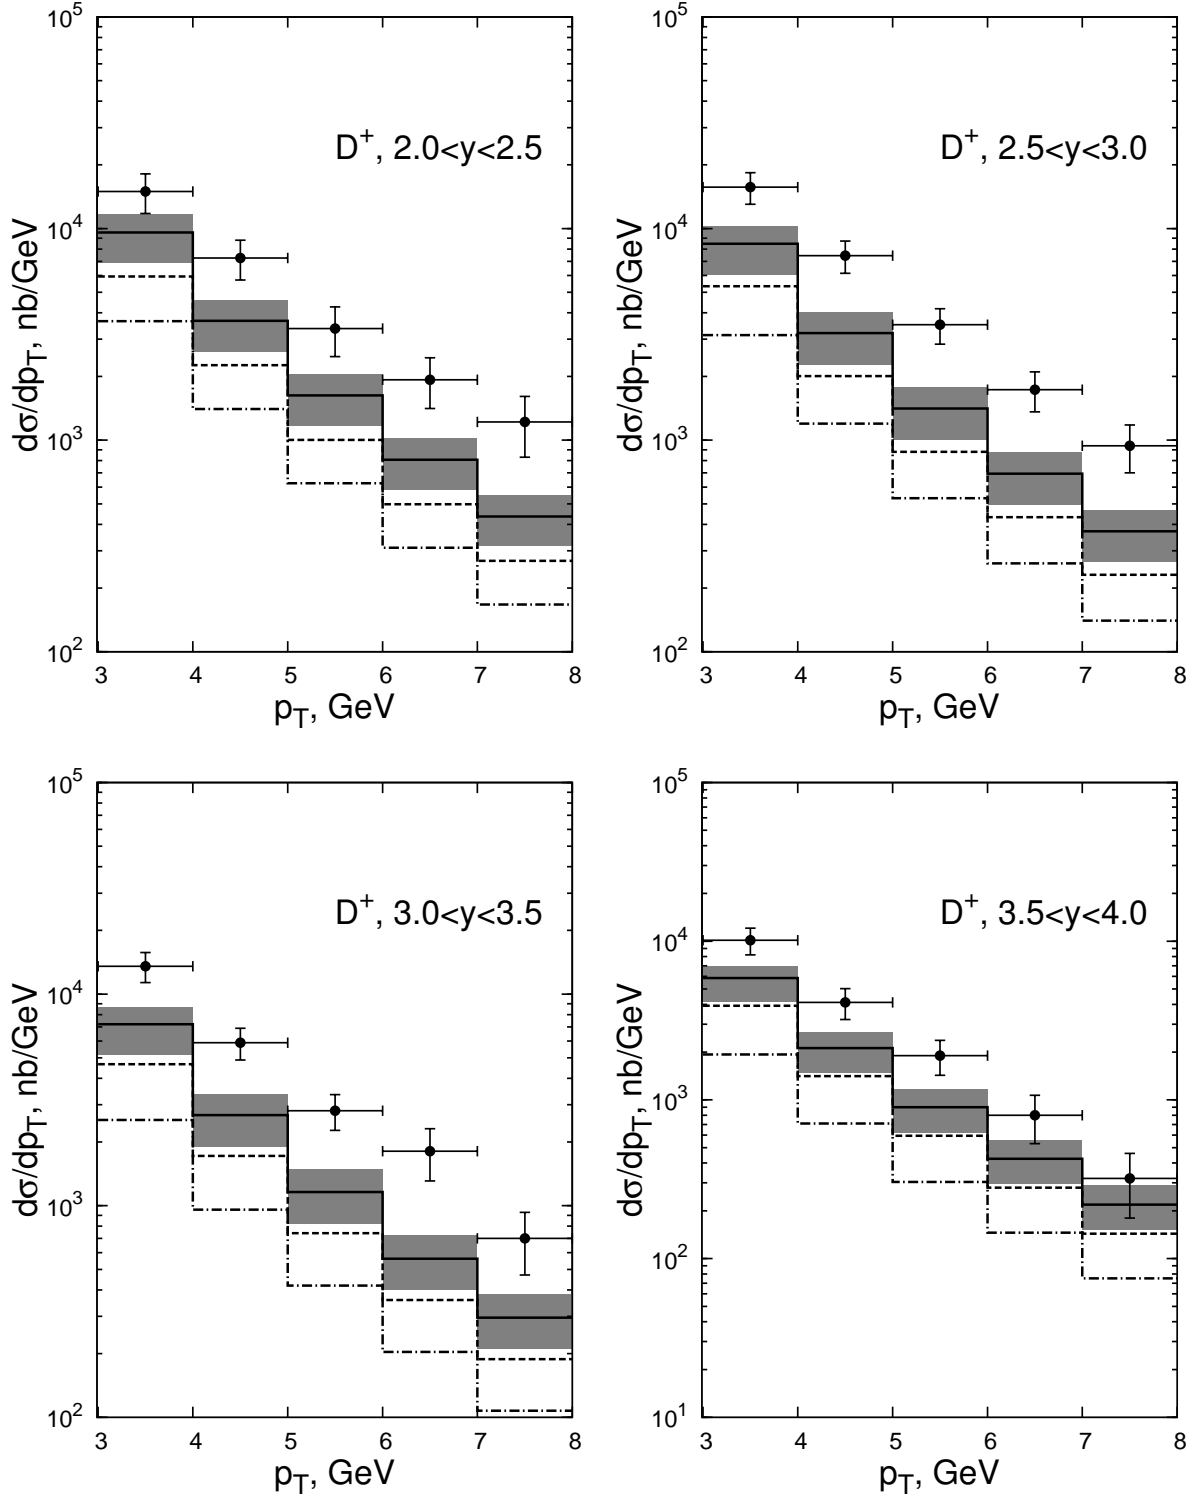 10^5
D^+, 2.0<y<2.5
10^4
dσ/dp_T, nb/GeV
10^3
10^2
3 4 5 6 7 8
p_T, GeV
10^5
D^+, 2.5<y<3.0
10^4
dσ/dp_T, nb/GeV
10^3
10^2
3 4 5 6 7 8
p_T, GeV
10^5
D^+, 3.0<y<3.5
10^4
dσ/dp_T, nb/GeV
10^3
10^2
3 4 5 6 7 8
p_T, GeV
10^5
D^+, 3.5<y<4.0
10^4
dσ/dp_T, nb/GeV
10^3
10^2
10^1
3 4 5 6 7 8
p_T, GeV